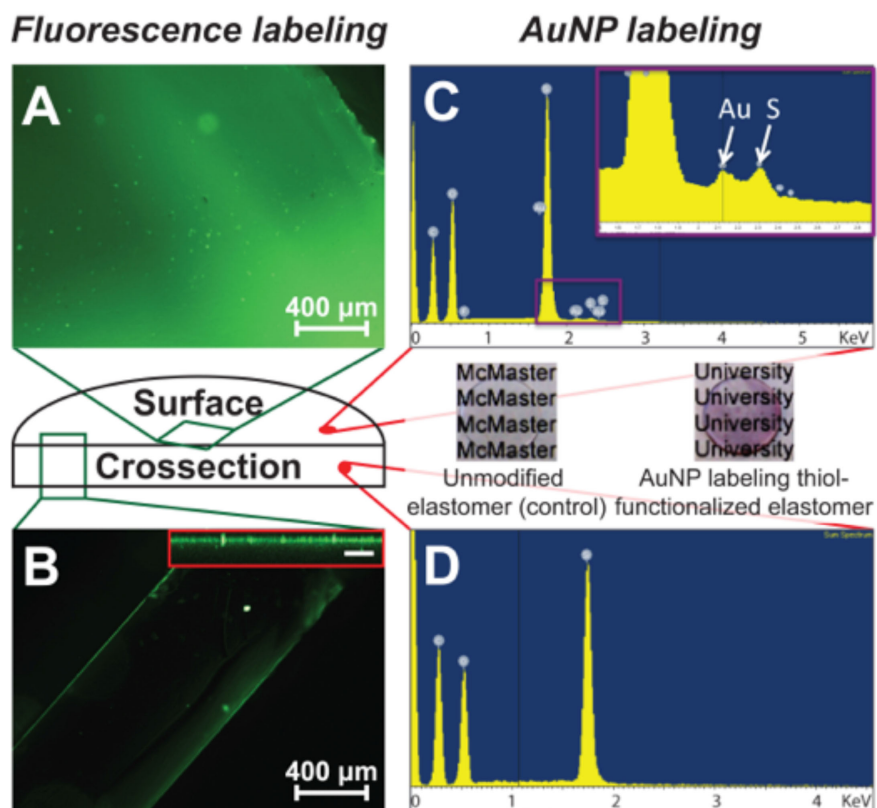 Fluorescence labeling
AuNP labeling
A
400 µm
C
Au S
0 1 2 3 4 5 KeV
Surface
Crossection
McMaster
McMaster
McMaster
McMaster
University
University
University
University
Unmodified
elastomer (control)
AuNP labeling thiol-
functionalized elastomer
B
400 µm
D
Sum Spectrum
0 1 2 3 4 KeV